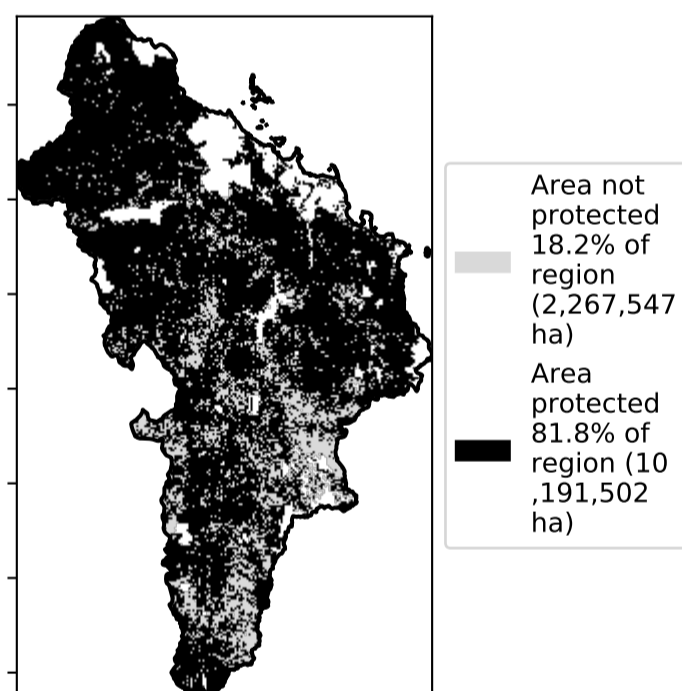 Area not
protected
18.2% of
region
(2,267,547
ha)
Area
protected
81.8% of
region (10
,191,502
ha)